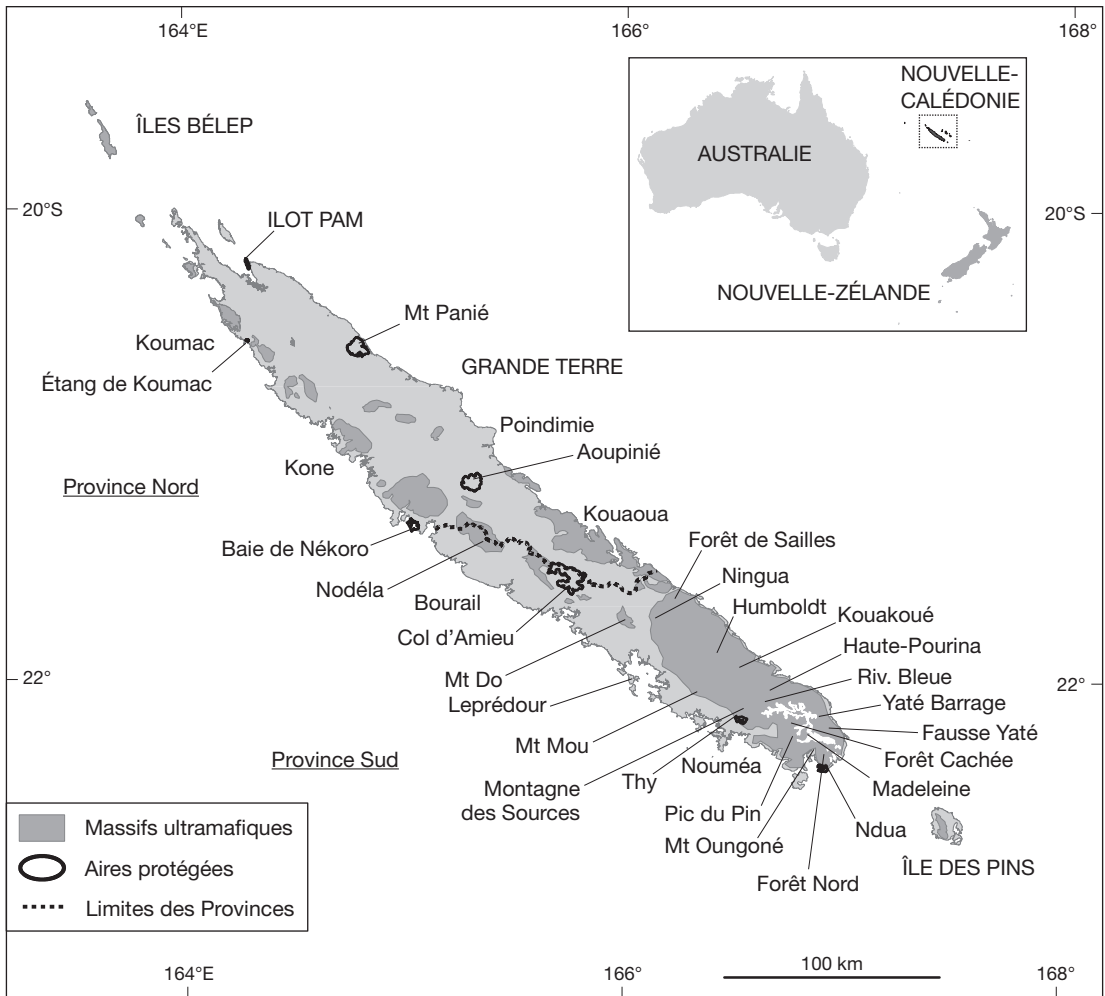 164°E
166°
168°
NOUVELLE-
CALÉDONIE
AUSTRALIE
NOUVELLE-ZÉLANDE
ÎLES BÉLEP
20°S
20°S
ILOT PAM
Mt Panié
Koumac
Étang de Koumac
GRANDE TERRE
Poindimie
Aoupinié
Kone
Province Nord
Kouaoua
Baie de Nékoro
Forêt de Sailles
Nodéla
Ningua
Bourail
Humboldt
Col d'Amieu
Kouakoué
Haute-Pourina
Mt Do
Riv. Bleue
22°
22°
Leprédour
Yaté Barrage
Fausse Yaté
Mt Mou
Forêt Cachée
Province Sud
Nouméa
Thy
Madeleine
Montagne
des Sources
Pic du Pin
Ndua
Mt Oungoné
ÎLE DES PINS
Forêt Nord
Massifs ultramafiques
Aires protégées
Limites des Provinces
100 km
164°E
166°
168°